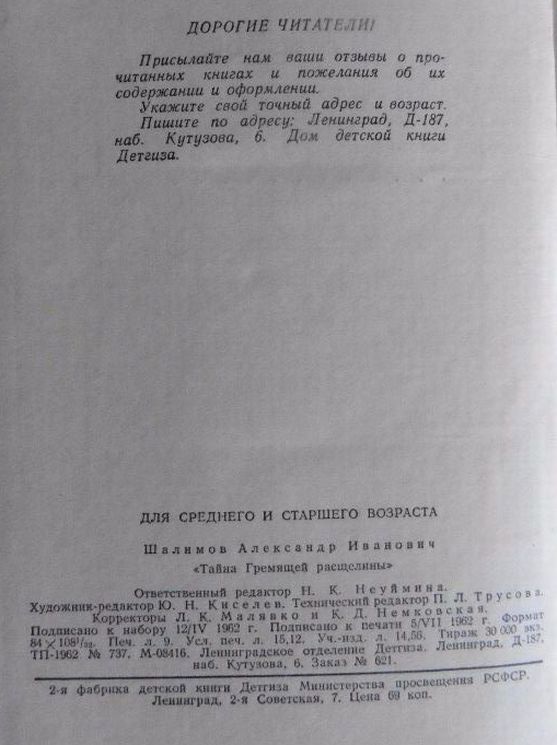 ДОРОГИЕ ЧИТАТЕЛИ!
Присылайте нам ваши отзывы о про-
читанных книгах и пожелания об их
содержании и оформлении.
Укажите свой точный адрес и возраст.
Пишите по адресу: Ленинград, Д-187,
наб. Кутузова, 6. Дом детской книги
Детгиза.
ДЛЯ СРЕДНЕГО И СТАРШЕГО ВОЗРАСТА
Шалимов Александр Иванович
«Тайна Гремящей расщелины»
Ответственный редактор Н. К. Неуймина.
Художник-редактор Ю. Н. Киселев. Технический редактор П. Л. Трусова.
Корректоры Л. К. Малявко и К. Д. Немковская.
Подписано к набору 12/IV 1962 г. Подписано к печати 5/VII 1962 г. Формат
84×108¹/₃₂. Печ. л. 9. Усл. печ. л. 15,12. Уч.-изд. л. 14,56. Тираж 30 000 экз.
ТП-1962 № 737. М-08416. Ленинградское отделение Детгиза. Ленинград, Д-187,
наб. Кутузова, 6. Заказ № 621.
2-я фабрика детской книги Детгиза Министерства просвещения РСФСР.
Ленинград, 2-я Советская, 7. Цена 69 коп.